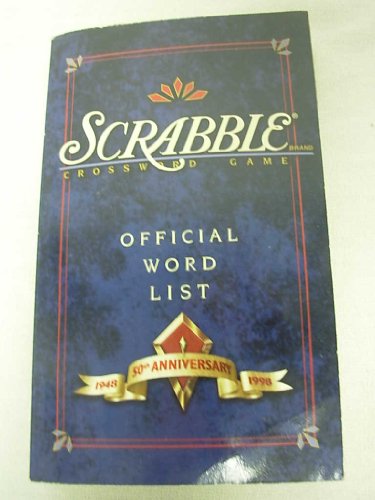 SCRABBLE®
BRAND
CROSSWORD GAME
OFFICIAL
WORD
LIST
1948 50TH ANNIVERSARY 1998